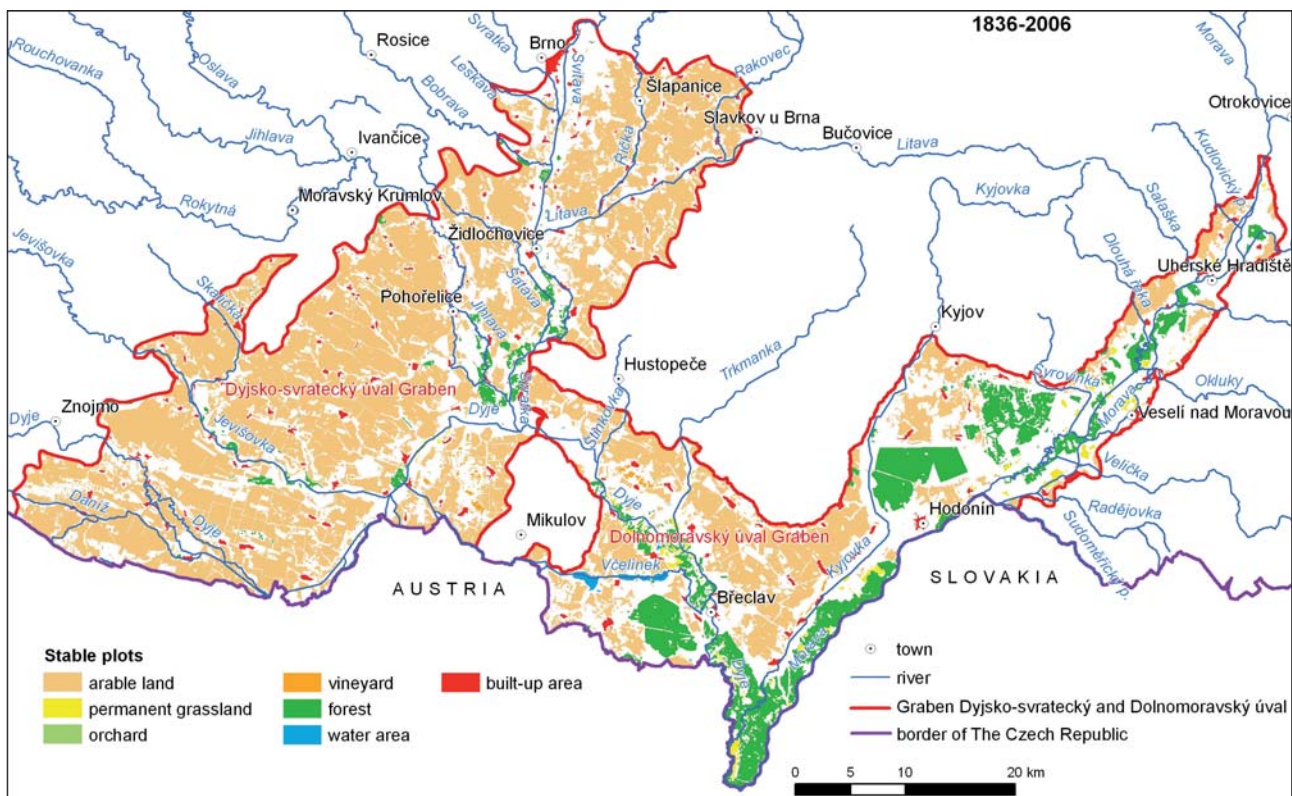 1836-2006
Rosice
Svratka
Brno
Leskava
Svitava
Rakovec
Morava
Rouchovanka
Oslava
Bobrava
Šlapanice
Otrokovice
Jihlava
Ivančice
Říčka
Slavkov u Brna
Bučovice
Litava
Kudlovický p.
Rokytná
Moravský Krumlov
Litava
Kyjovka
Salaška
Jevišovka
Židlochovice
Dlouhá řeka
Uherské Hradiště
Skalička
Pohořelice
Jihlava
Šatava
Kyjov
Hustopeče
Trkmanka
Syrovinka
Okluky
Dyjsko-svratecký úval Graben
Svratka
Morava
Znojmo
Dyje
Dyje
Štinkovka
Veselí nad Moravou
Jevišovka
Velička
Daníž
Dyje
Dyje
Hodonín
Radějovka
Mikulov
Dolnomoravský úval Graben
Sudoměřický p.
Včelínek
Kyjovka
AUSTRIA
SLOVAKIA
Břeclav
Morava
Dyje
Stable plots
arable land
permanent grassland
orchard
vineyard
forest
water area
built-up area
town
river
Graben Dyjsko-svratecký and Dolnomoravský úval
border of The Czech Republic
0 5 10 20 km